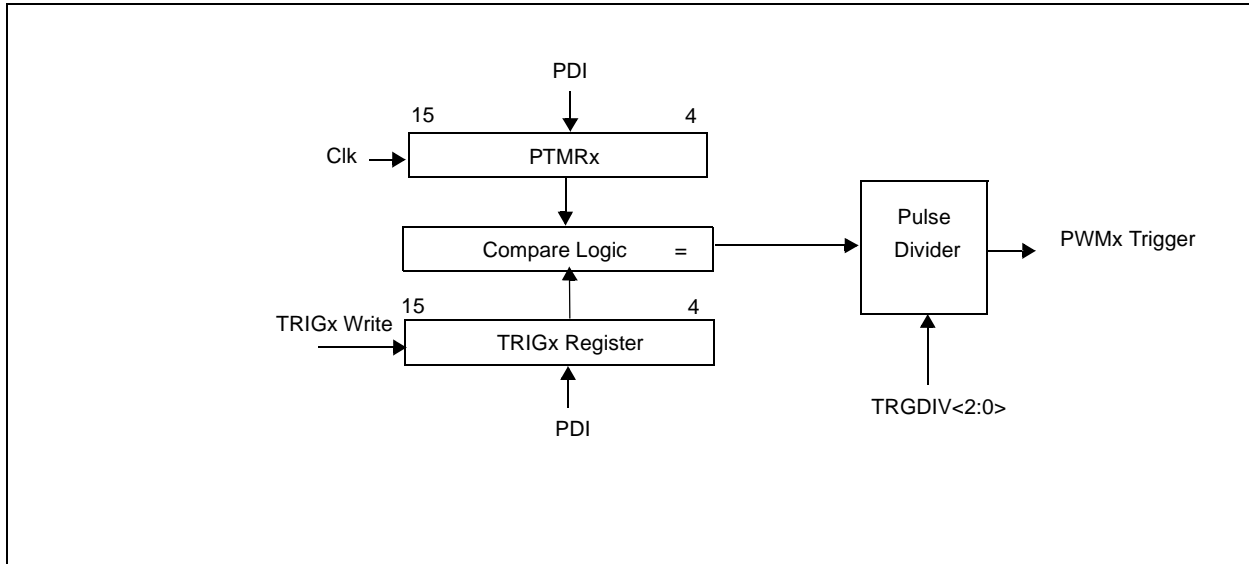 PDI
15 4
Clk
PTMRx
Compare Logic =
Pulse
Divider
PWMx Trigger
15 4
TRIGx Write
TRIGx Register
TRGDIV<2:0>
PDI